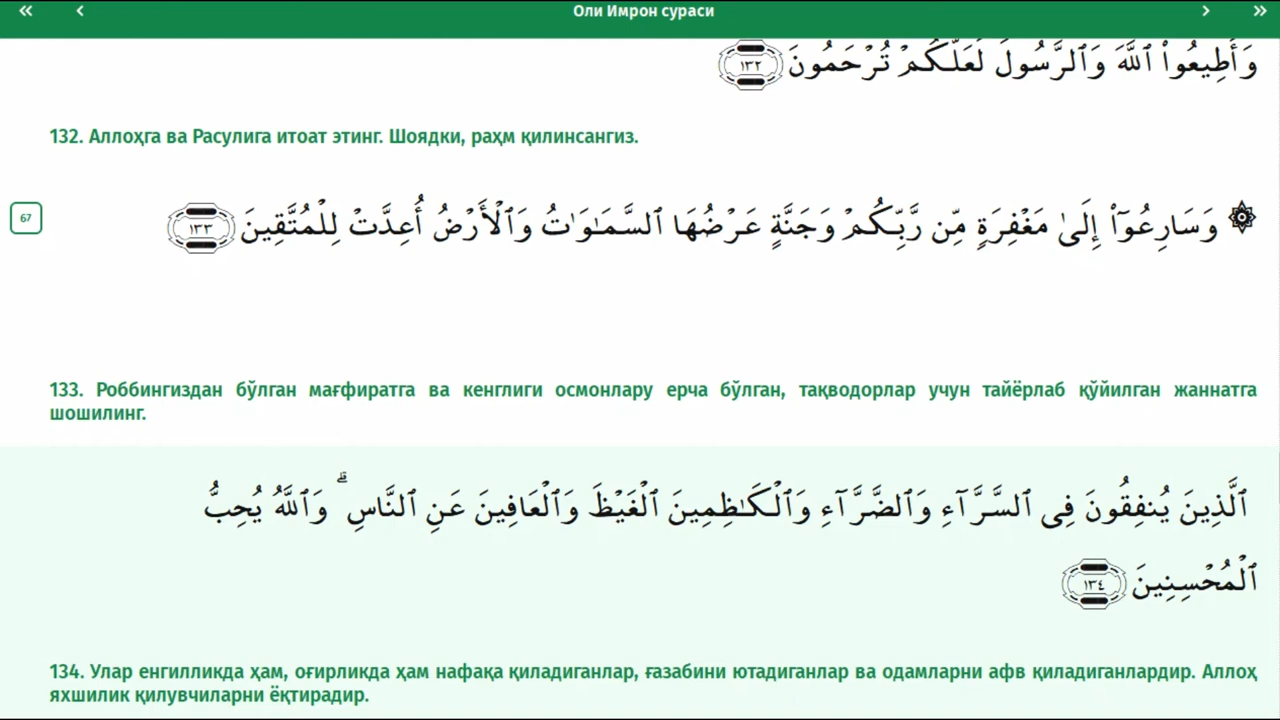 « ‹ Оли Имрон сураси › »
وَأَطِيعُوا۟ ٱللَّهَ وَٱلرَّسُولَ لَعَلَّكُمْ تُرْحَمُونَ ١٣٢
132. Аллоҳга ва Расулига итоат этинг. Шоядки, раҳм қилинсангиз.
67
۞ وَسَارِعُوٓا۟ إِلَىٰ مَغْفِرَةٍ مِّن رَّبِّكُمْ وَجَنَّةٍ عَرْضُهَا ٱلسَّمَـٰوَٰتُ وَٱلْأَرْضُ أُعِدَّتْ لِلْمُتَّقِينَ ١٣٣
133. Роббингиздан бўлган мағфиратга ва кенглиги осмонлару ерча бўлган, тақводорлар учун тайёрлаб қўйилган жаннатга
шошилинг.
ٱلَّذِينَ يُنفِقُونَ فِى ٱلسَّرَّآءِ وَٱلضَّرَّآءِ وَٱلْكَـٰظِمِينَ ٱلْغَيْظَ وَٱلْعَافِينَ عَنِ ٱلنَّاسِ ۗ وَٱللَّهُ يُحِبُّ
ٱلْمُحْسِنِينَ ١٣٤
134. Улар енгилликда ҳам, оғирликда ҳам нафақа қиладиганлар, ғазабини ютадиганлар ва одамларни афв қиладиганлардир. Аллоҳ
яхшилик қилувчиларни ёқтирадир.